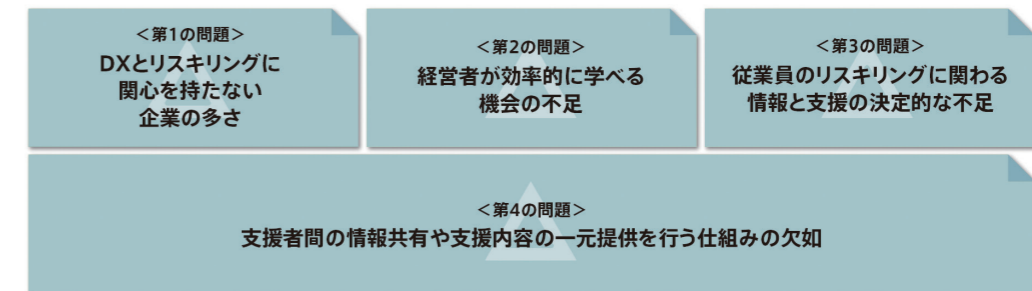 ＜第1の問題＞
DXとリスキリングに
関心を持たない
企業の多さ
＜第2の問題＞
経営者が効率的に学べる
機会の不足
＜第3の問題＞
従業員のリスキリングに関わる
情報と支援の決定的な不足
＜第4の問題＞
支援者間の情報共有や支援内容の一元提供を行う仕組みの欠如